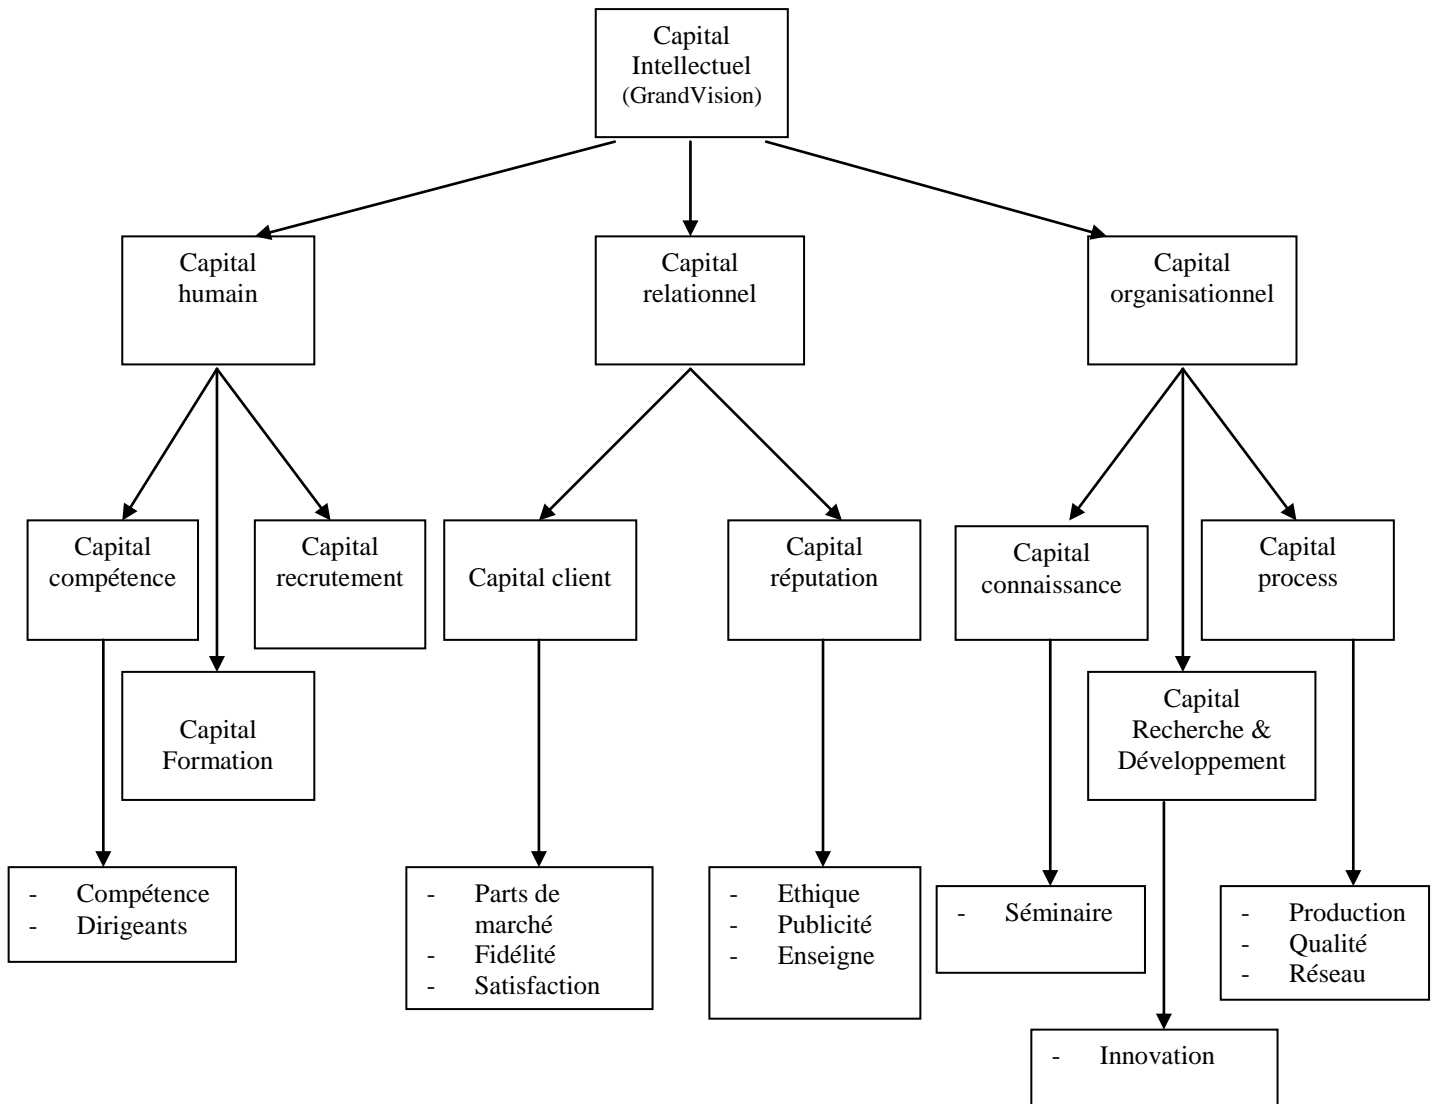 Capital
Intellectuel
(GrandVision)
Capital
humain
Capital
relationnel
Capital
organisationnel
Capital
compétence
Capital
recrutement
Capital client
Capital
réputation
Capital
connaissance
Capital
process
Capital
Formation
Capital
Recherche &
Développement
- Compétence
- Dirigeants
- Parts de
marché
- Fidélité
- Satisfaction
- Ethique
- Publicité
- Enseigne
- Séminaire
- Production
- Qualité
- Réseau
- Innovation